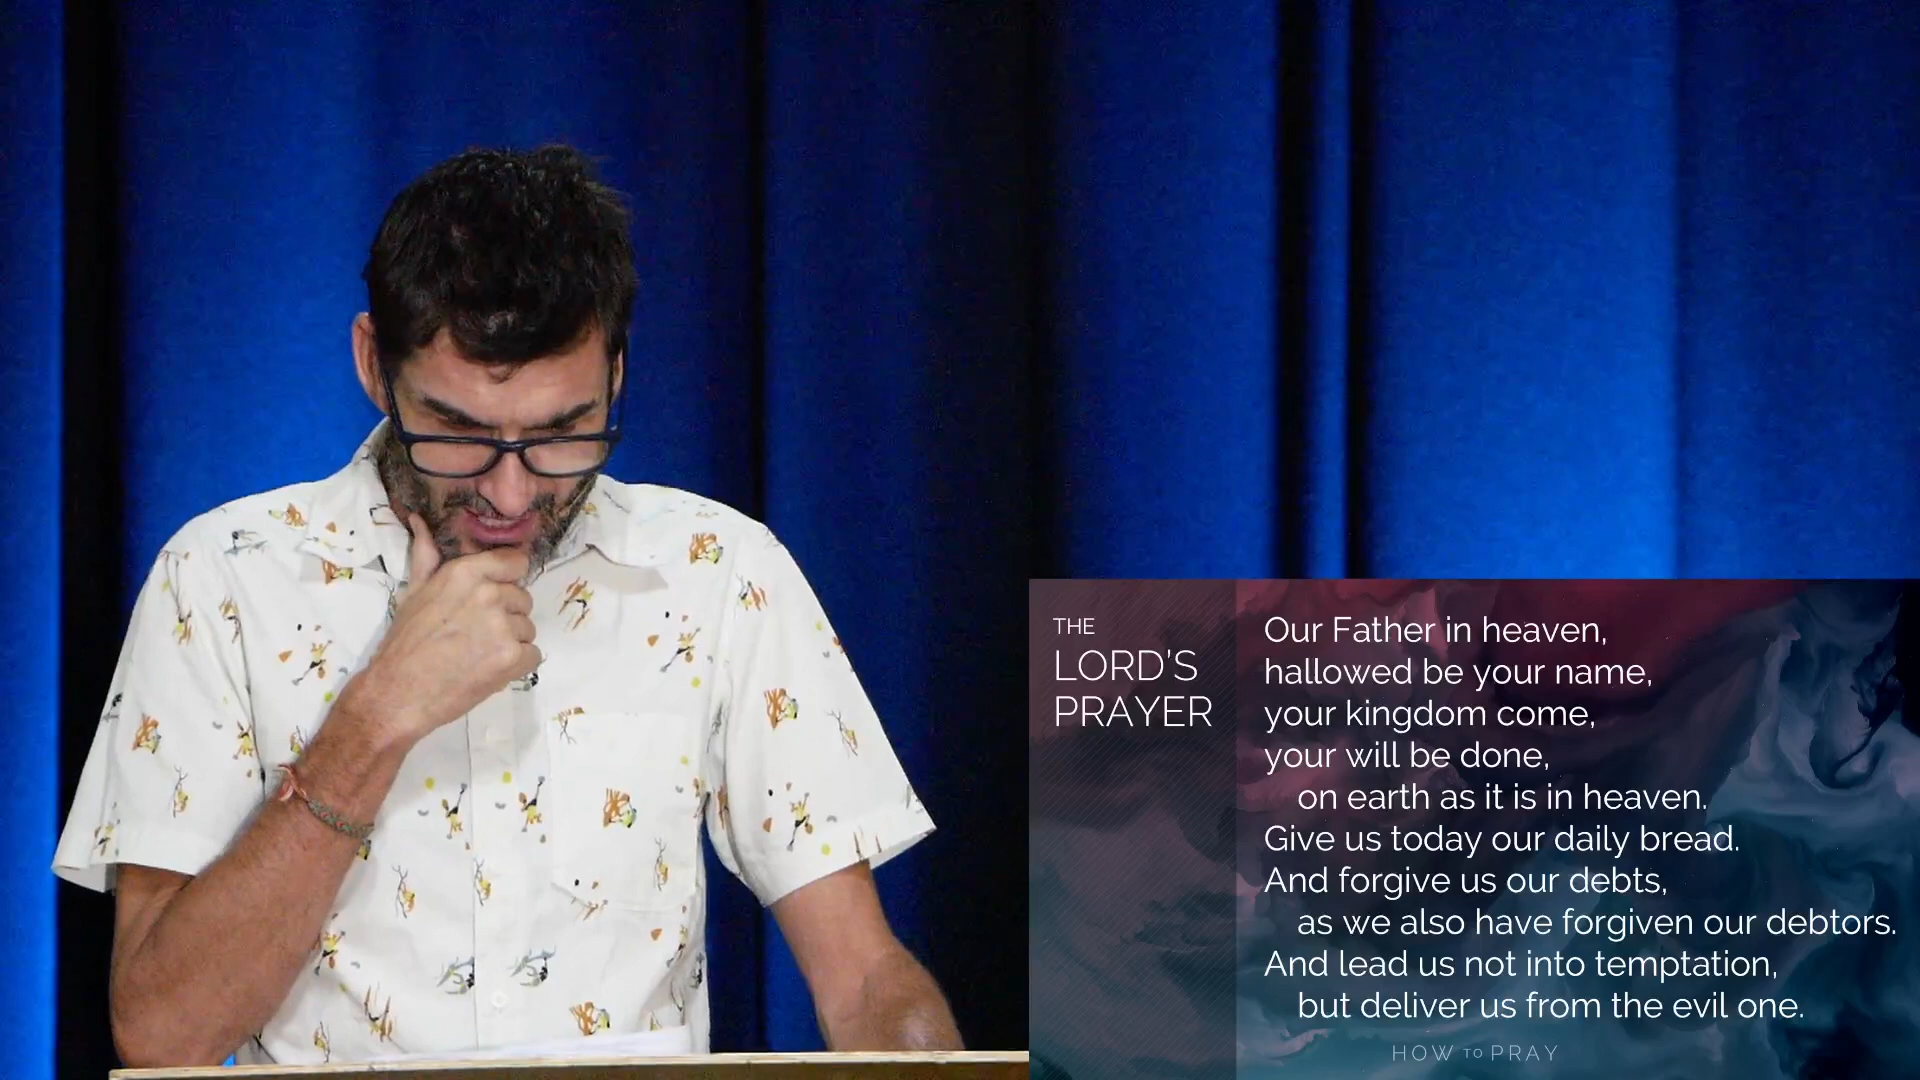 THE
LORD'S
PRAYER
Our Father in heaven,
hallowed be your name,
your kingdom come,
your will be done,
on earth as it is in heaven.
Give us today our daily bread.
And forgive us our debts,
as we also have forgiven our debtors.
And lead us not into temptation,
but deliver us from the evil one.
HOW TO PRAY